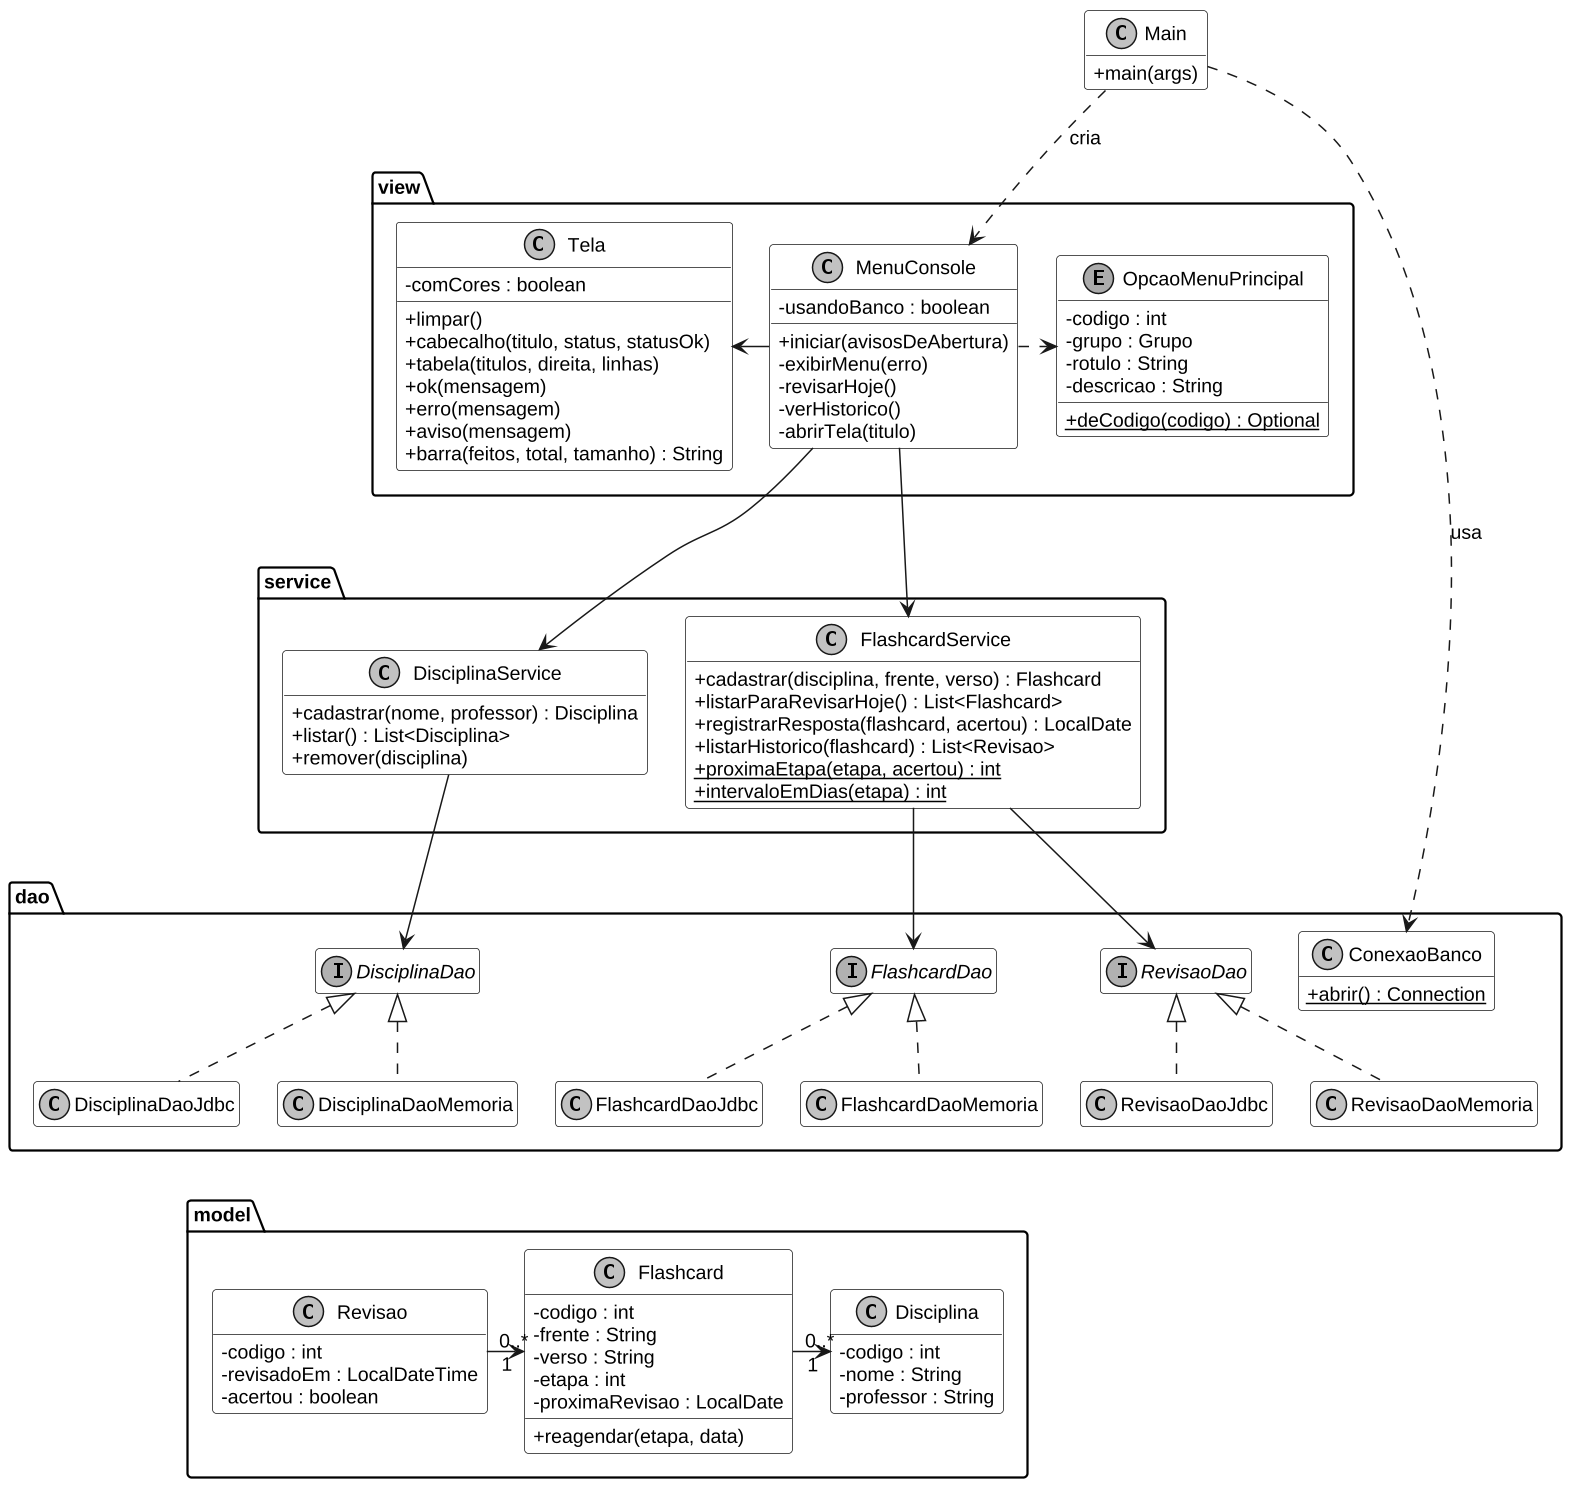 C Main
+main(args)
cria
view
C Tela
-comCores : boolean
+limpar()
+cabecalho(titulo, status, statusOk)
+tabela(titulos, direita, linhas)
+ok(mensagem)
+erro(mensagem)
+aviso(mensagem)
+barra(feitos, total, tamanho) : String
C MenuConsole
-usandoBanco : boolean
+iniciar(avisosDeAbertura)
-exibirMenu(erro)
-revisarHoje()
-verHistorico()
-abrirTela(titulo)
E OpcaoMenuPrincipal
-codigo : int
-grupo : Grupo
-rotulo : String
-descricao : String
+deCodigo(codigo) : Optional
usa
service
C DisciplinaService
+cadastrar(nome, professor) : Disciplina
+listar() : List<Disciplina>
+remover(disciplina)
C FlashcardService
+cadastrar(disciplina, frente, verso) : Flashcard
+listarParaRevisarHoje() : List<Flashcard>
+registrarResposta(flashcard, acertou) : LocalDate
+listarHistorico(flashcard) : List<Revisao>
+proximaEtapa(etapa, acertou) : int
+intervaloEmDias(etapa) : int
dao
I DisciplinaDao
I FlashcardDao
I RevisaoDao
C ConexaoBanco
+abrir() : Connection
C DisciplinaDaoJdbc
C DisciplinaDaoMemoria
C FlashcardDaoJdbc
C FlashcardDaoMemoria
C RevisaoDaoJdbc
C RevisaoDaoMemoria
model
C Revisao
-codigo : int
-revisadoEm : LocalDateTime
-acertou : boolean
0..*
1
C Flashcard
-codigo : int
-frente : String
-verso : String
-etapa : int
-proximaRevisao : LocalDate
+reagendar(etapa, data)
0..*
1
C Disciplina
-codigo : int
-nome : String
-professor : String